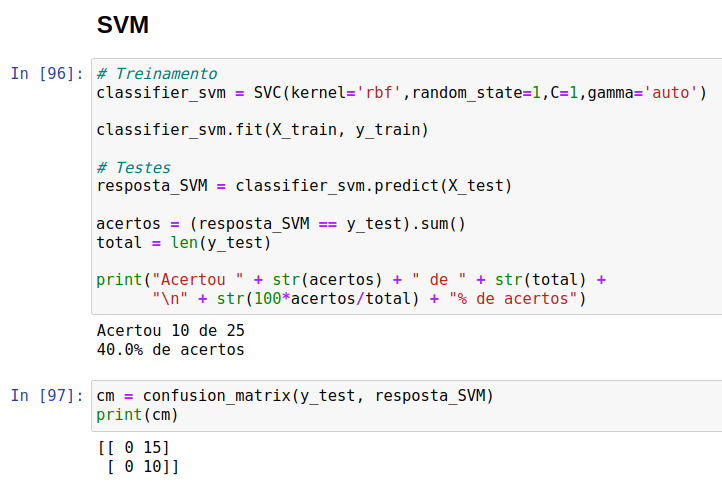 SVM
In [96]:
# Treinamento
classifier_svm = SVC(kernel='rbf',random_state=1,C=1,gamma='auto')
classifier_svm.fit(X_train, y_train)
# Testes
resposta_SVM = classifier_svm.predict(X_test)
acertos = (resposta_SVM == y_test).sum()
total = len(y_test)
print("Acertou " + str(acertos) + " de " + str(total) +
"\n" + str(100*acertos/total) + "% de acertos")
Acertou 10 de 25
40.0% de acertos
In [97]:
cm = confusion_matrix(y_test, resposta_SVM)
print(cm)
[[ 0 15]
[ 0 10]]